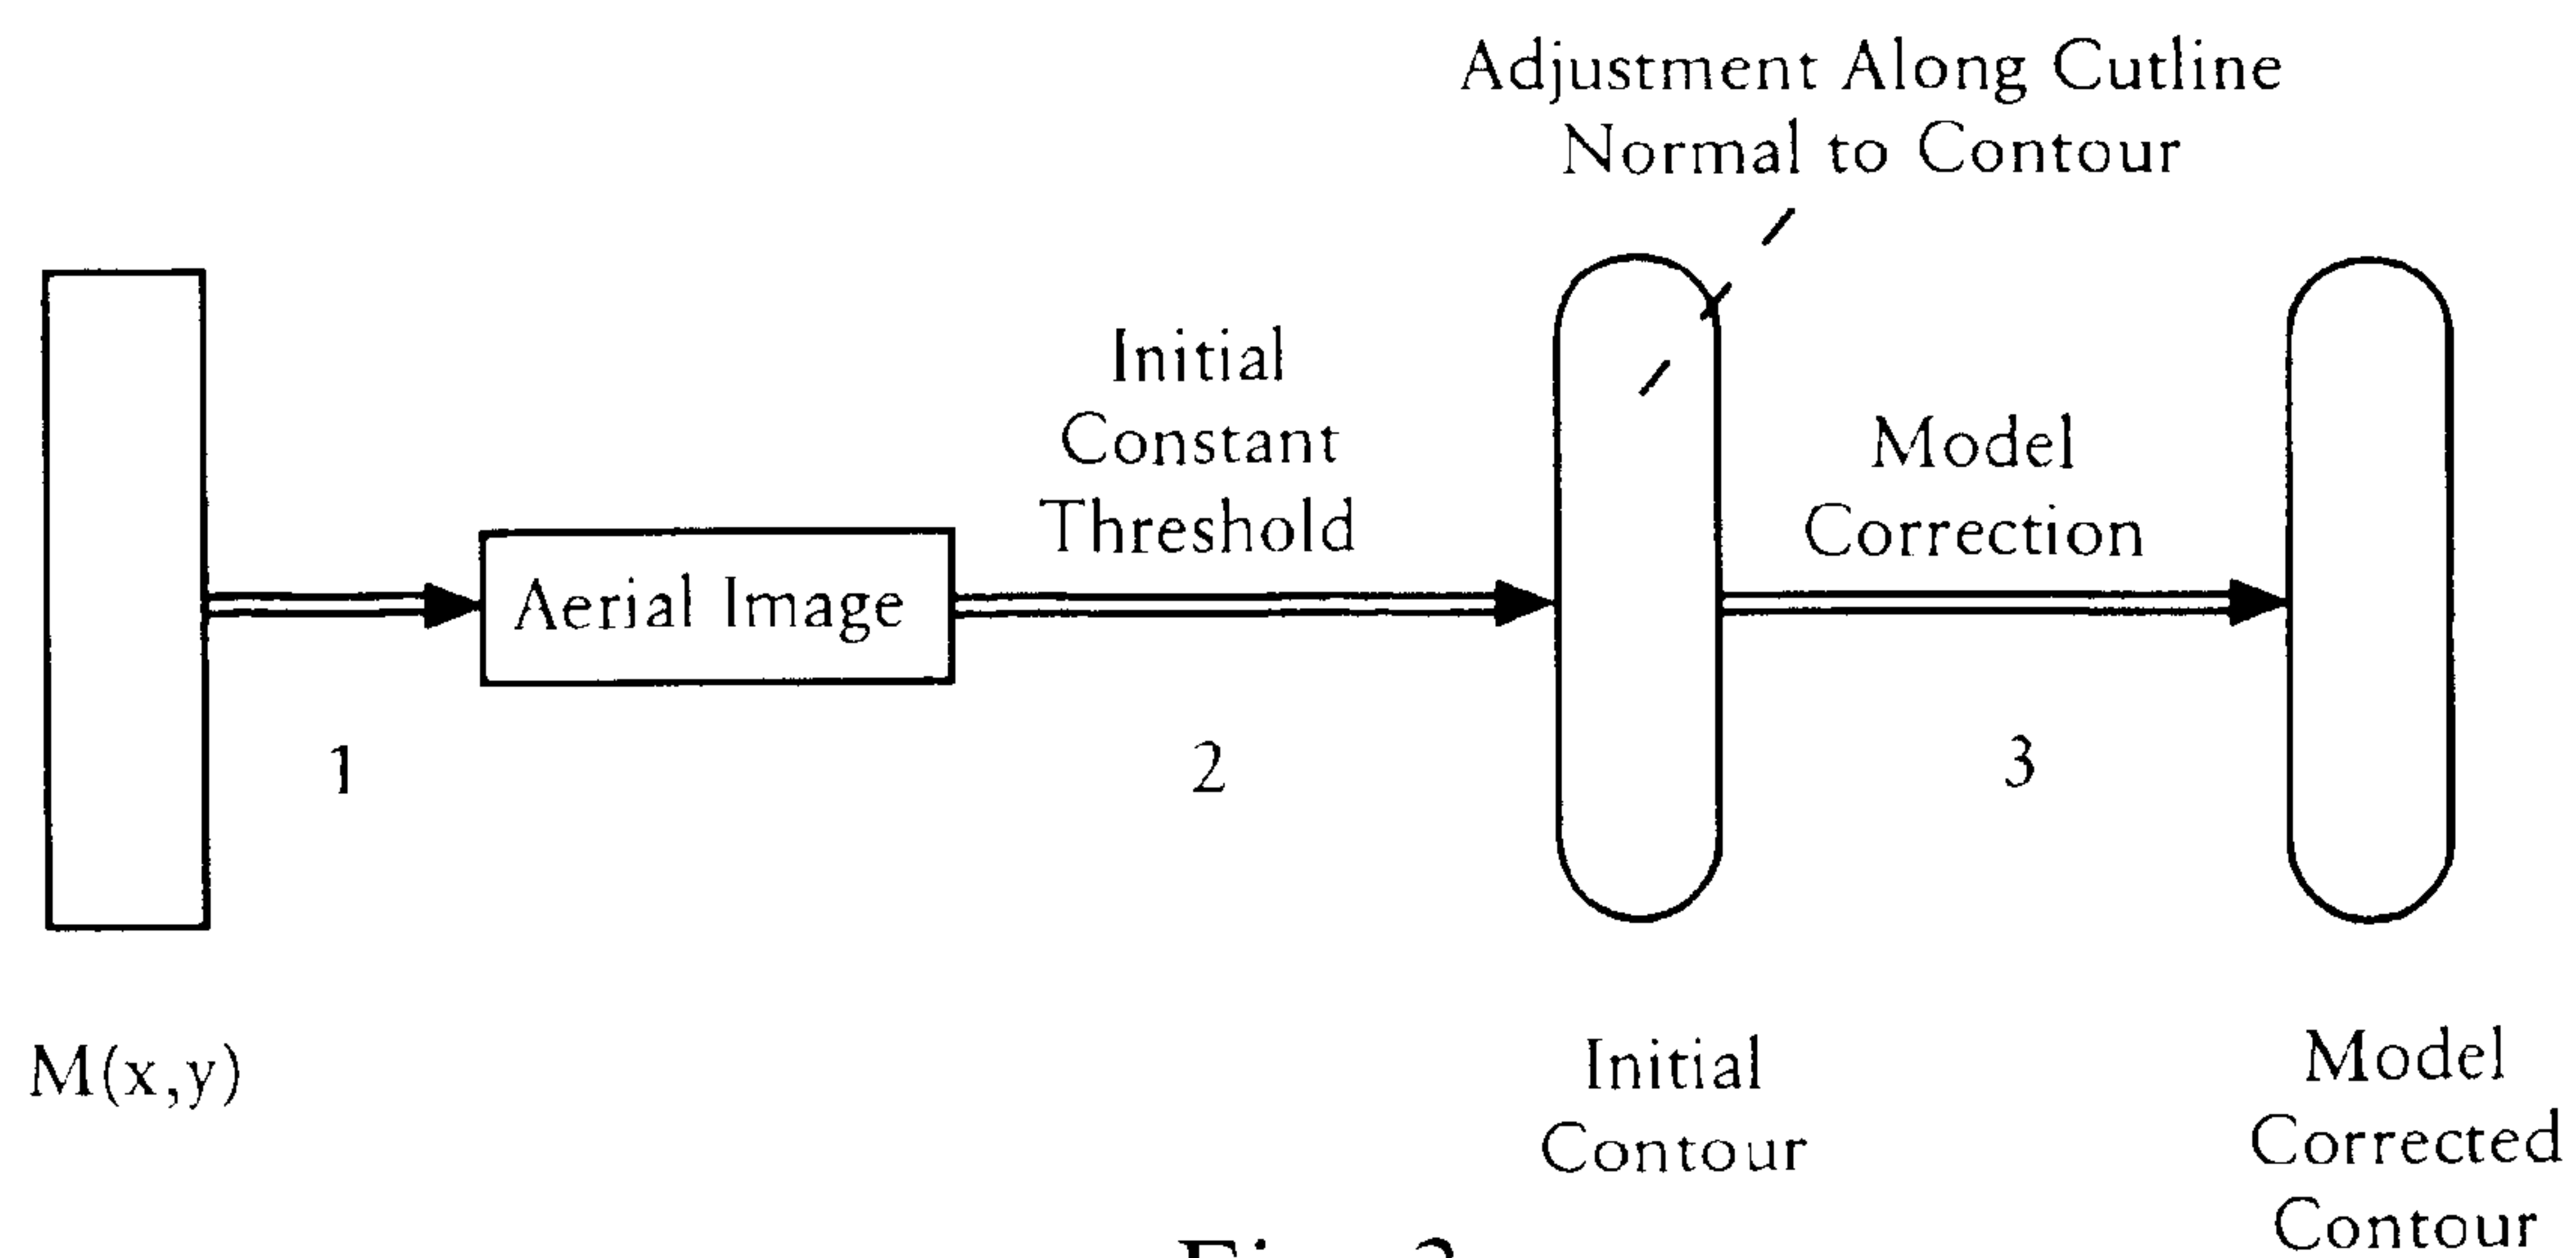 Adjustment Along Cutline
Normal to Contour
Initial
Constant
Threshold
Model
Correction
Aerial Image
1
2
3
M(x,y)
Initial
Contour
Model
Corrected
Contour